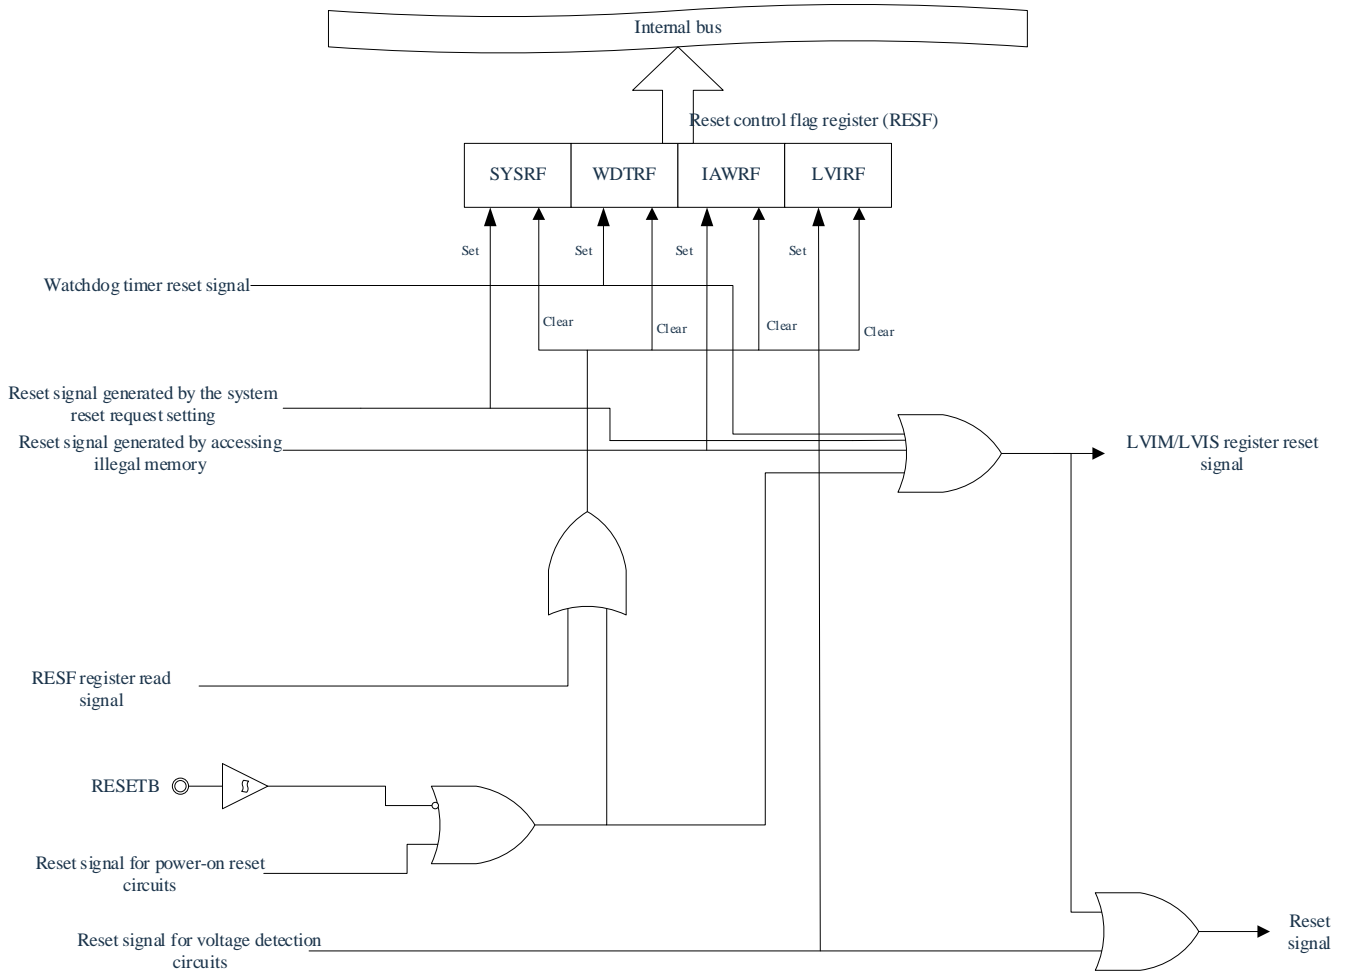 Internal bus
Reset control flag register (RESF)
SYSRF
WDTRF
IAWRF
LVIRF
Set
Set
Set
Set
Watchdog timer reset signal
Clear
Clear
Clear
Clear
Reset signal generated by the system
reset request setting
Reset signal generated by accessing
illegal memory
LVIM/LVIS register reset
signal
RESF register read
signal
RESETB
Reset signal for power-on reset
circuits
Reset signal for voltage detection
circuits
Reset
signal